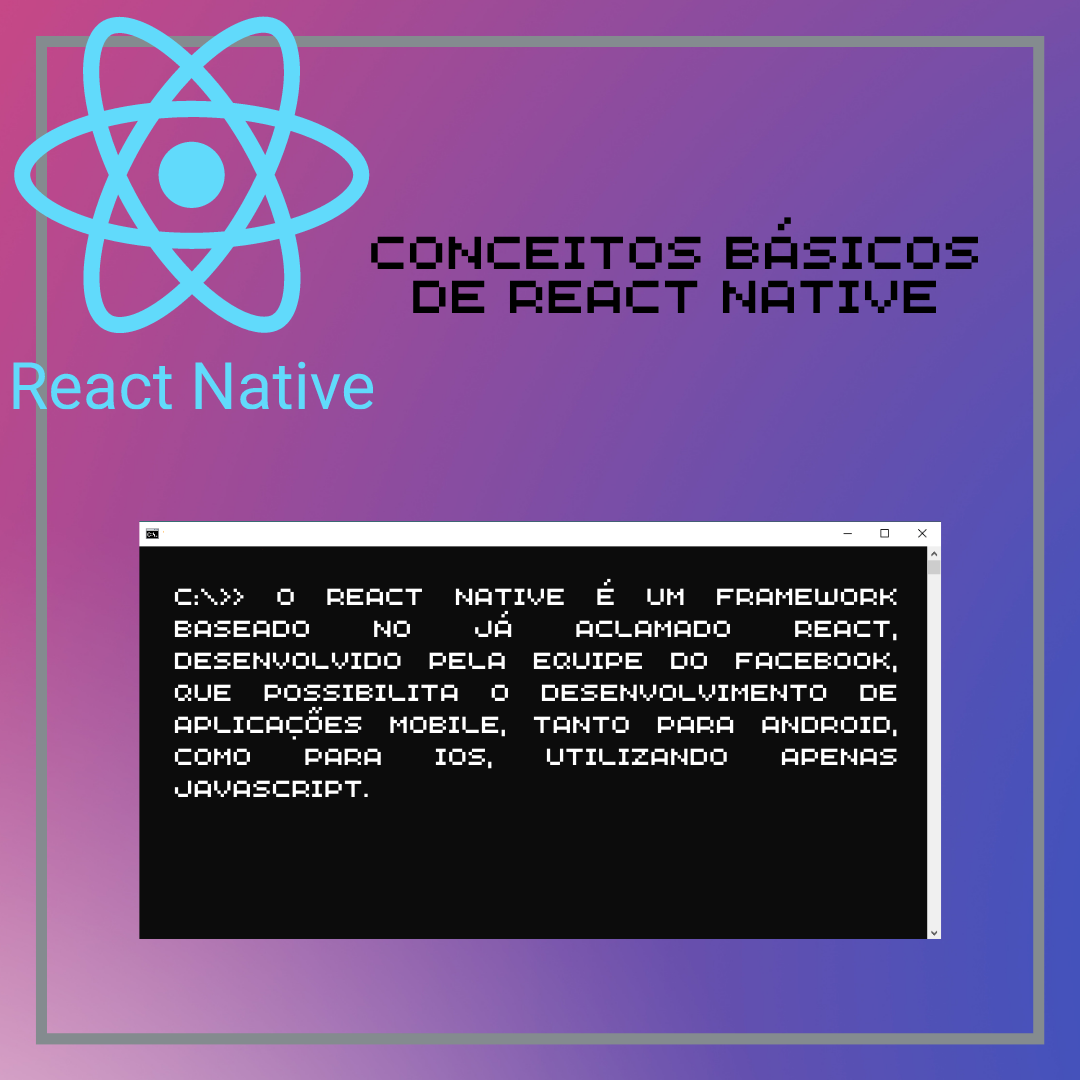 CONCEITOS BÁSICOS
DE REACT NATIVE
React Native
C:\>> O REACT NATIVE É UM FRAMEWORK
BASEADO NO JÁ ACLAMADO REACT,
DESENVOLVIDO PELA EQUIPE DO FACEBOOK,
QUE POSSIBILITA O DESENVOLVIMENTO DE
APLICAÇÕES MOBILE, TANTO PARA ANDROID,
COMO PARA IOS, UTILIZANDO APENAS
JAVASCRIPT.